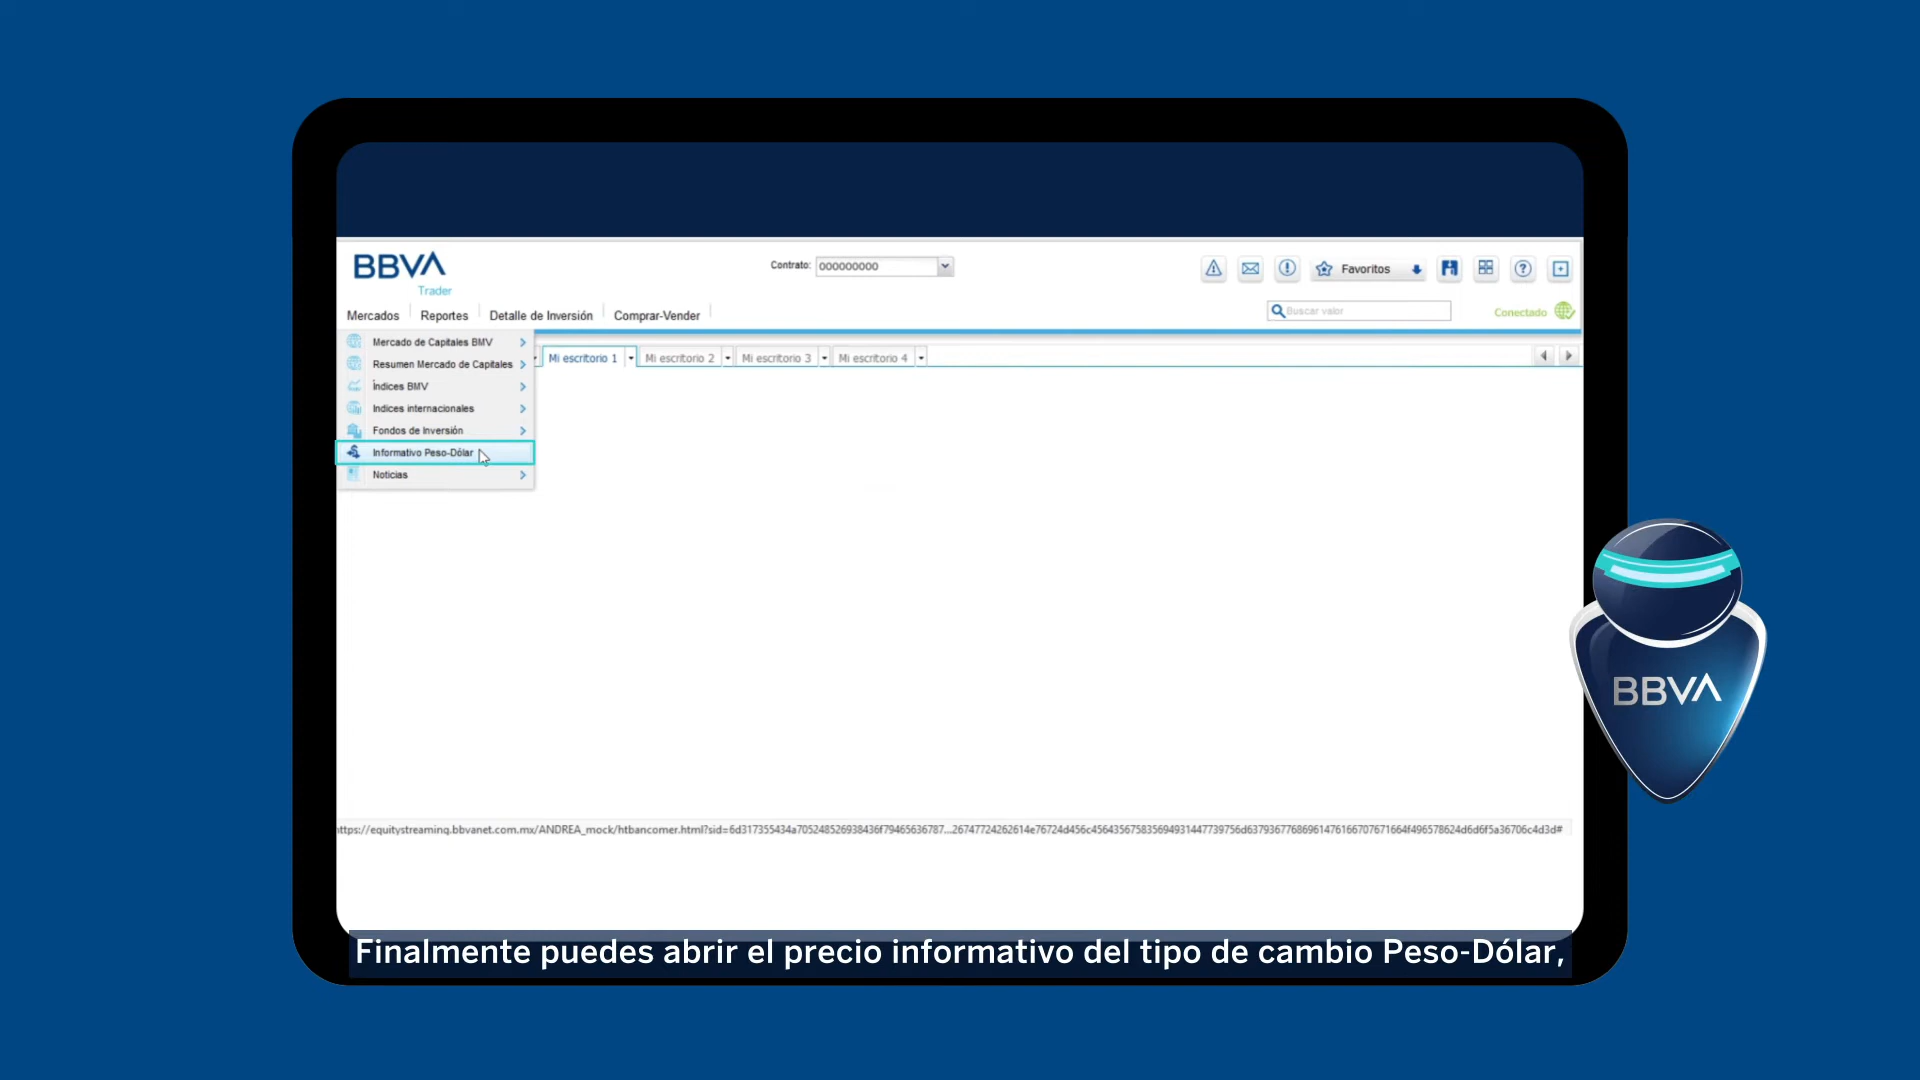 BBVA
Trader
Contrato: 000000000
Favoritos
Mercados Reportes Detalle de Inversión Comprar-Vender
Buscar valor
Conectado
Mercado de Capitales BMV
Resumen Mercado de Capitales
Índices BMV
Indices internacionales
Fondos de Inversión
Informativo Peso-Dólar
Noticias
Mi escritorio 1 Mi escritorio 2 Mi escritorio 3 Mi escritorio 4
BBVA
Finalmente puedes abrir el precio informativo del tipo de cambio Peso-Dólar,